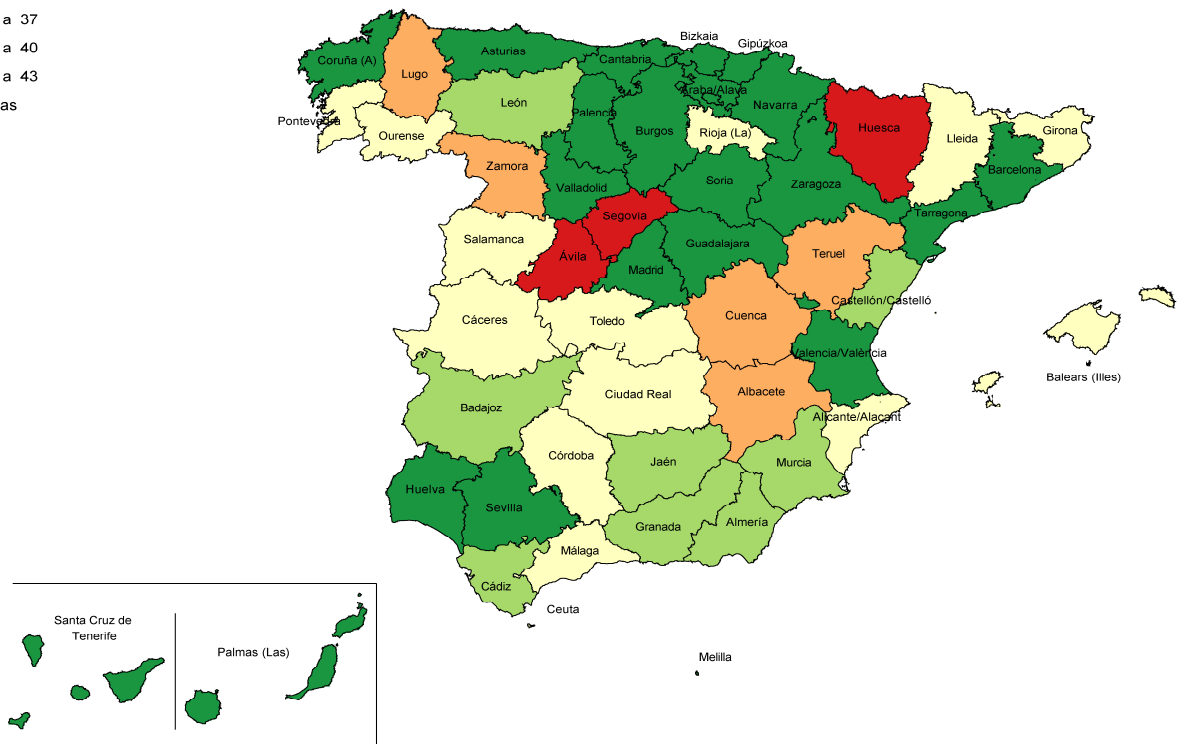 a 37
a 40
a 43
as
Bizkaia
Gipúzkoa
Coruña (A)
Lugo
Asturias
Cantabria
Araba/Alava
Navarra
León
Palencia
Burgos
Rioja (La)
Huesca
Lleida
Girona
Pontevedra
Ourense
Zamora
Valladolid
Soria
Zaragoza
Barcelona
Tarragona
Segovia
Salamanca
Ávila
Madrid
Guadalajara
Teruel
Castellón/Castelló
Cáceres
Toledo
Cuenca
Valencia/València
Balears (Illes)
Badajoz
Ciudad Real
Albacete
Alicante/Alacant
Córdoba
Jaén
Murcia
Huelva
Sevilla
Granada
Almería
Málaga
Cádiz
Ceuta
Melilla
Santa Cruz de
Tenerife
Palmas (Las)